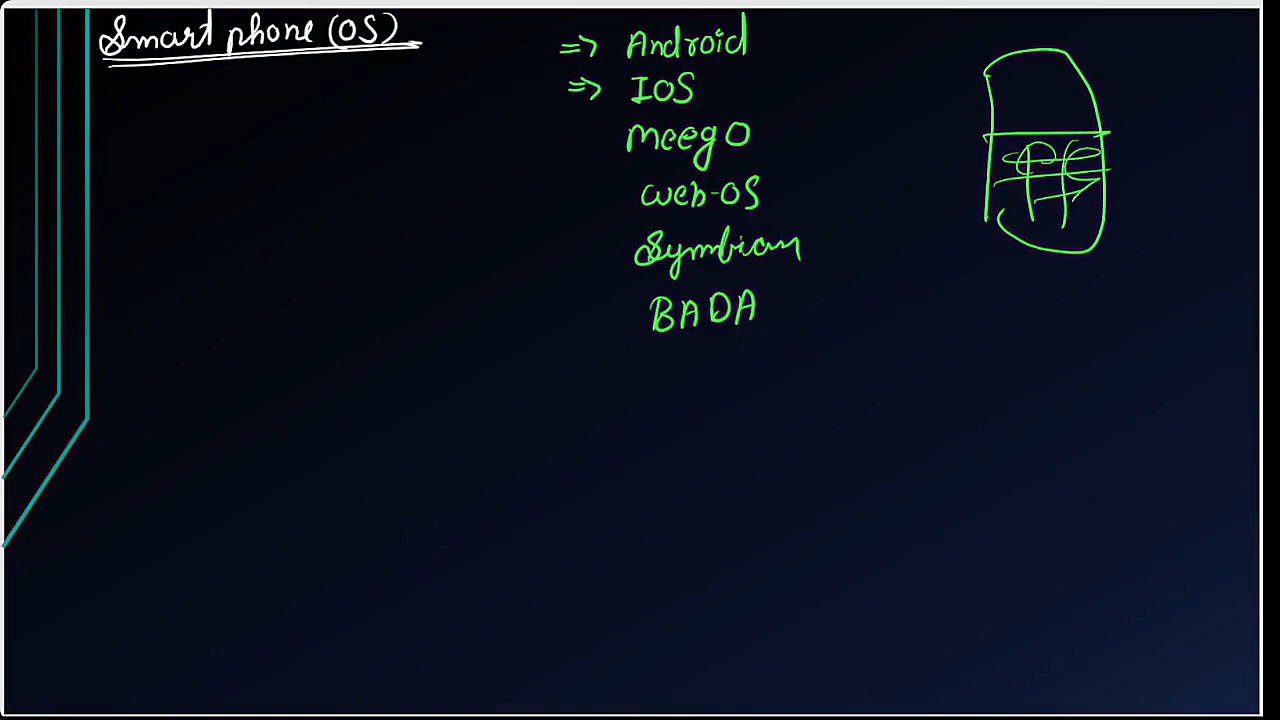 Smart phone (OS)
=> Android
=> IOS
MeegO
Web-OS
Symbian
BADA